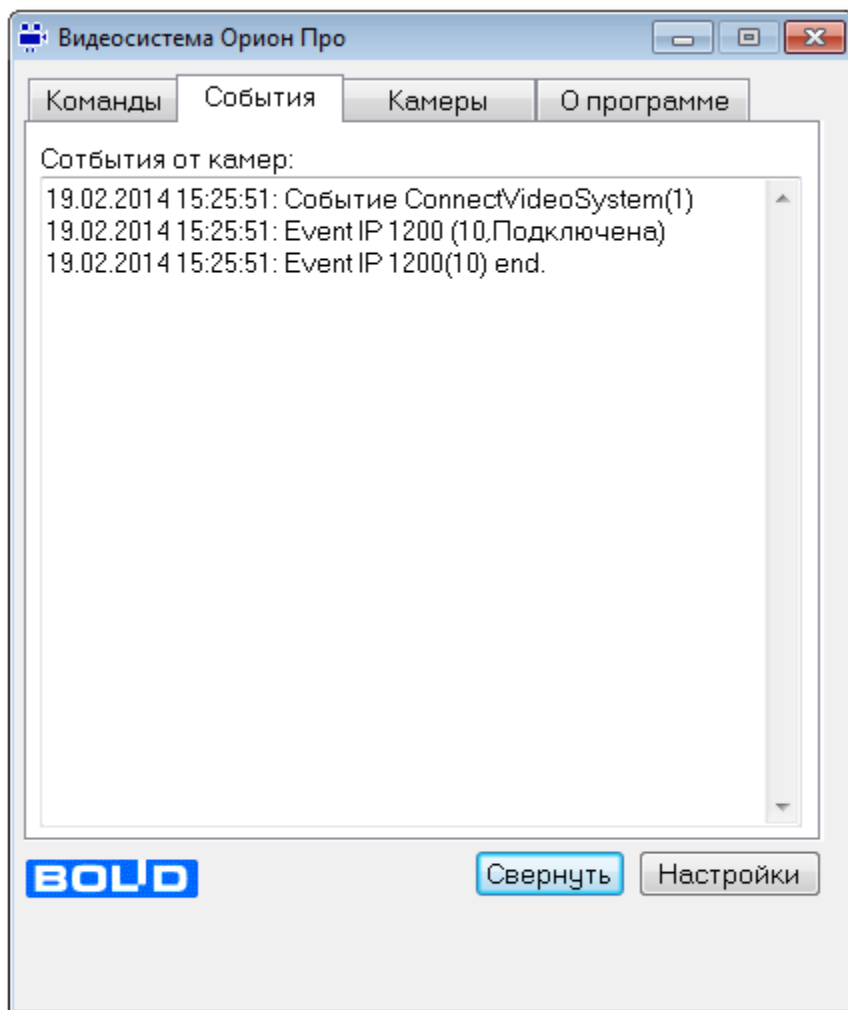 Видеосистема Орион Про
Команды События Камеры О программе
Сотбытия от камер:
19.02.2014 15:25:51: Событие ConnectVideoSystem(1)
19.02.2014 15:25:51: Event IP 1200 (10,Подключена)
19.02.2014 15:25:51: Event IP 1200(10) end.
BOLID Свернуть Настройки